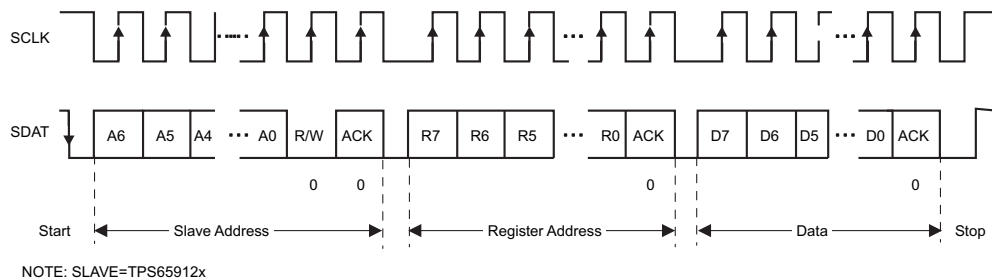 SCLK
SDAT A6 A5 A4 A0 R/W ACK R7 R6 R5 R0 ACK D7 D6 D5 D0 ACK
0 0 0 0
Start Slave Address Register Address Data Stop
NOTE: SLAVE=TPS65912x